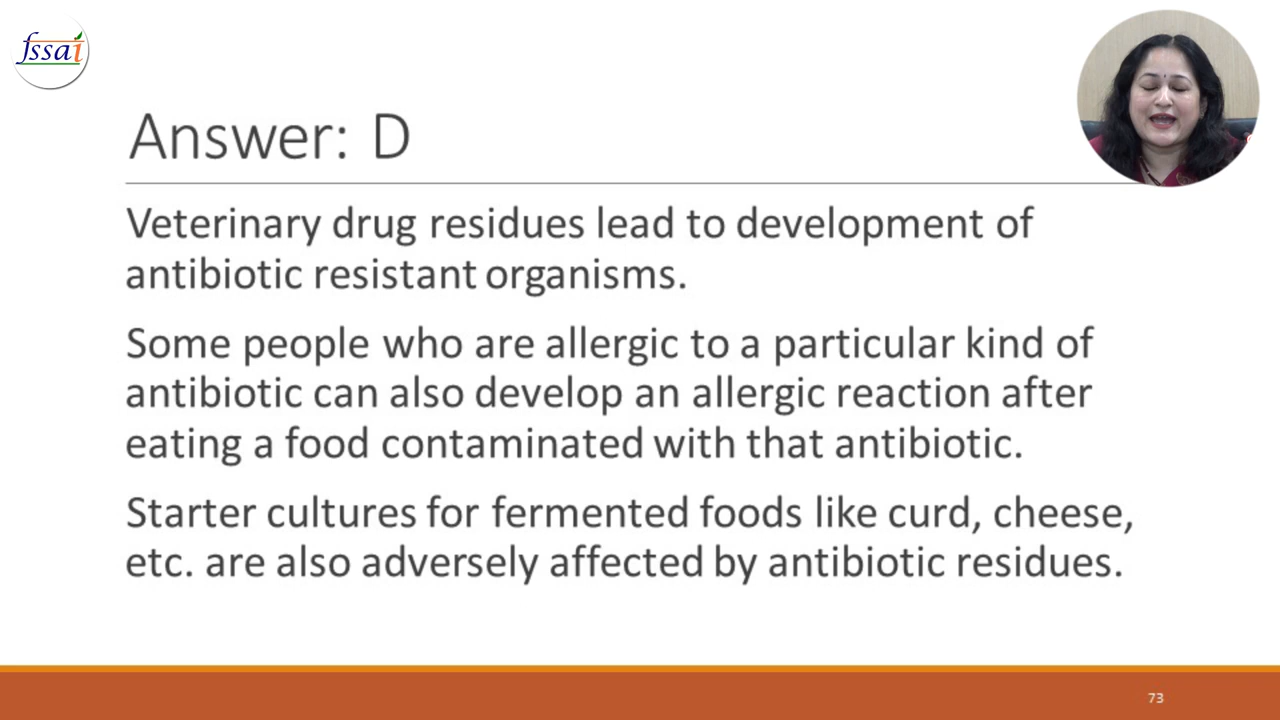 fssai
Answer: D
Veterinary drug residues lead to development of
antibiotic resistant organisms.
Some people who are allergic to a particular kind of
antibiotic can also develop an allergic reaction after
eating a food contaminated with that antibiotic.
Starter cultures for fermented foods like curd, cheese,
etc. are also adversely affected by antibiotic residues.
73